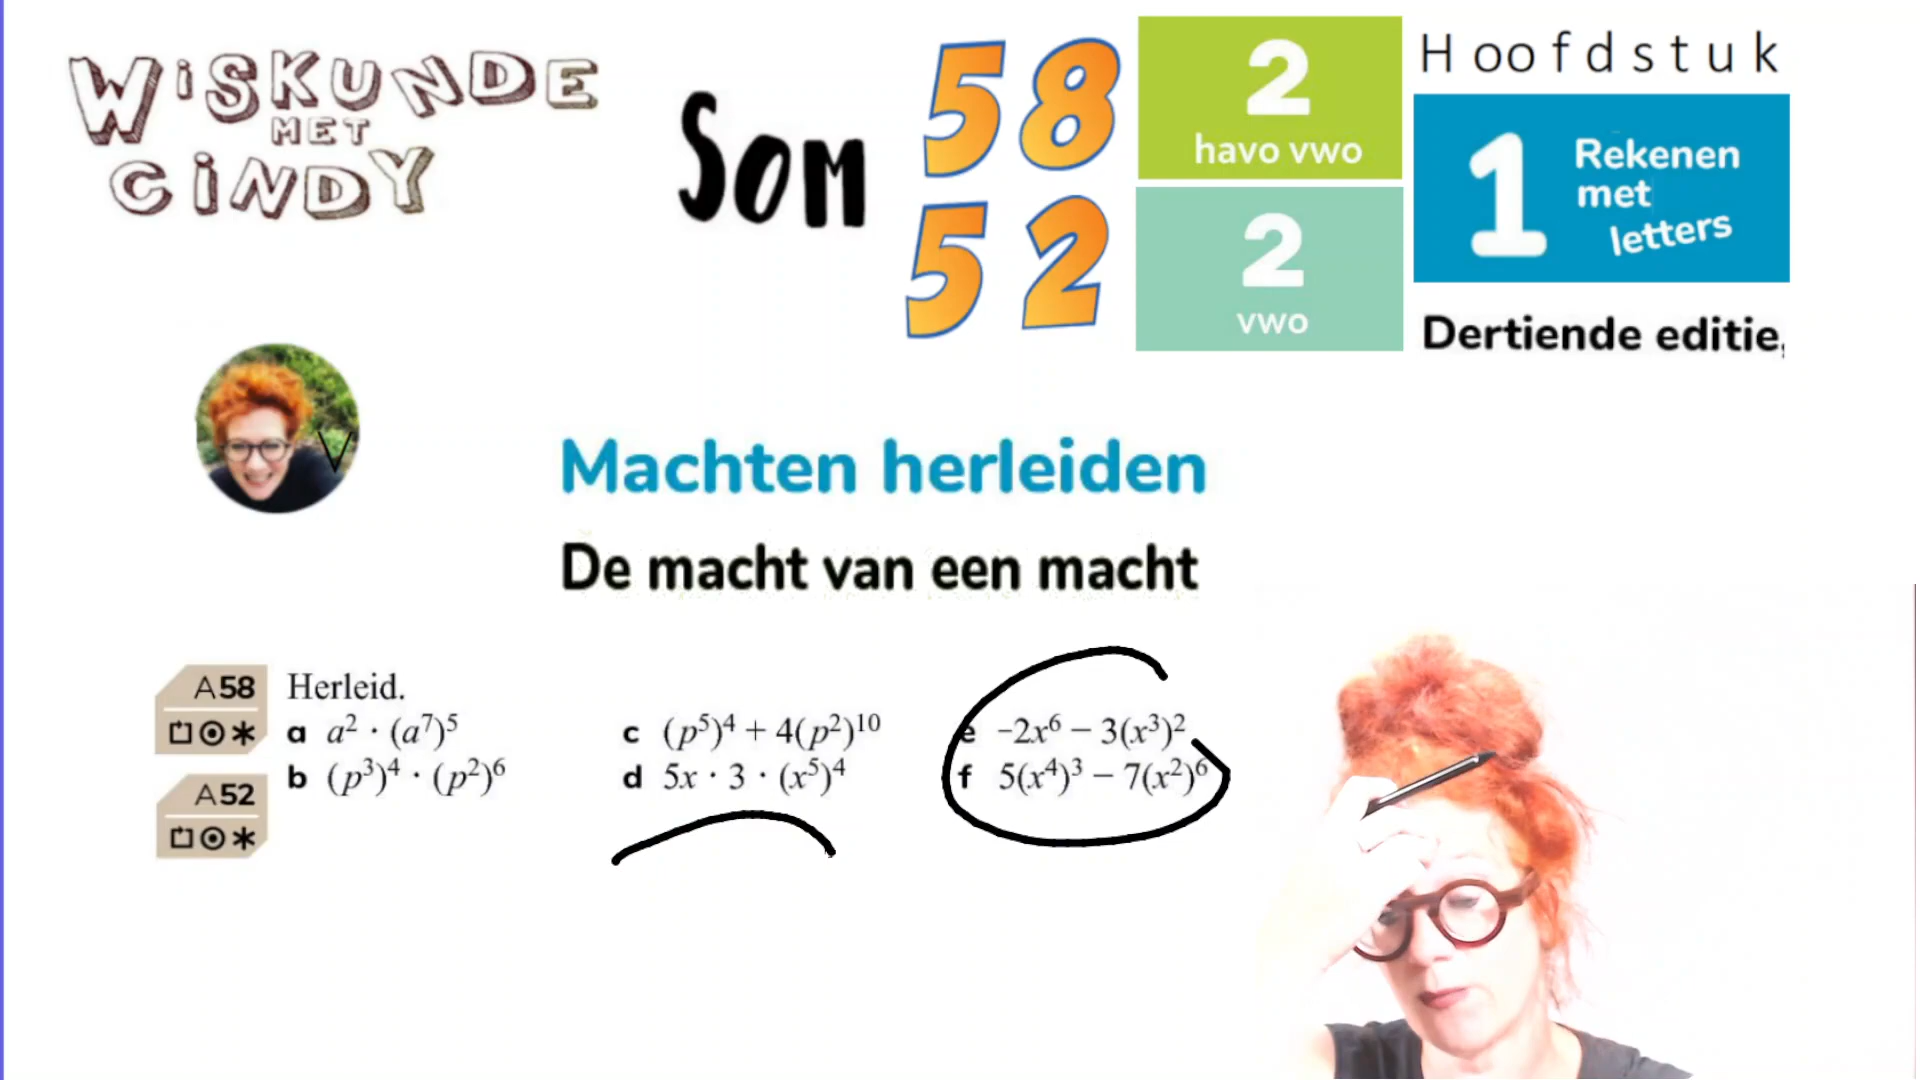 WiSKUNDE
MET
CiNDY
Som
58
52
2
havo vwo
2
vwo
Hoofdstuk
1 Rekenen
met
letters
Dertiende editie,
V
Machten herleiden
De macht van een macht
A58
A52
Herleid.
a a² · (a⁷)⁵
b (p³)⁴ · (p²)⁶
c (p⁵)⁴ + 4(p²)¹⁰
d 5x · 3 · (x⁵)⁴
e -2x⁶ – 3(x³)²
f 5(x⁴)³ – 7(x²)⁶